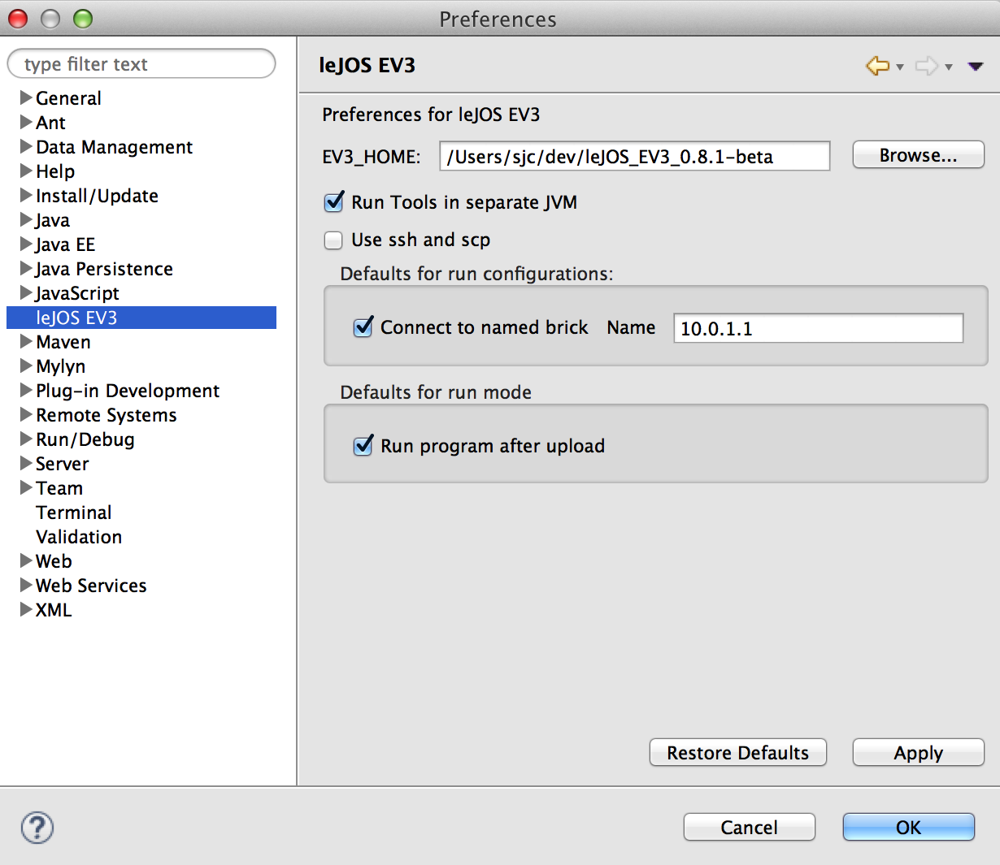 Preferences
type filter text
General
Ant
Data Management
Help
Install/Update
Java
Java EE
Java Persistence
JavaScript
leJOS EV3
Maven
Mylyn
Plug-in Development
Remote Systems
Run/Debug
Server
Team
Terminal
Validation
Web
Web Services
XML
leJOS EV3
Preferences for leJOS EV3
EV3_HOME: /Users/sjc/dev/leJOS_EV3_0.8.1-beta Browse...
Run Tools in separate JVM
Use ssh and scp
Defaults for run configurations:
Connect to named brick Name 10.0.1.1
Defaults for run mode
Run program after upload
Restore Defaults Apply
? Cancel OK